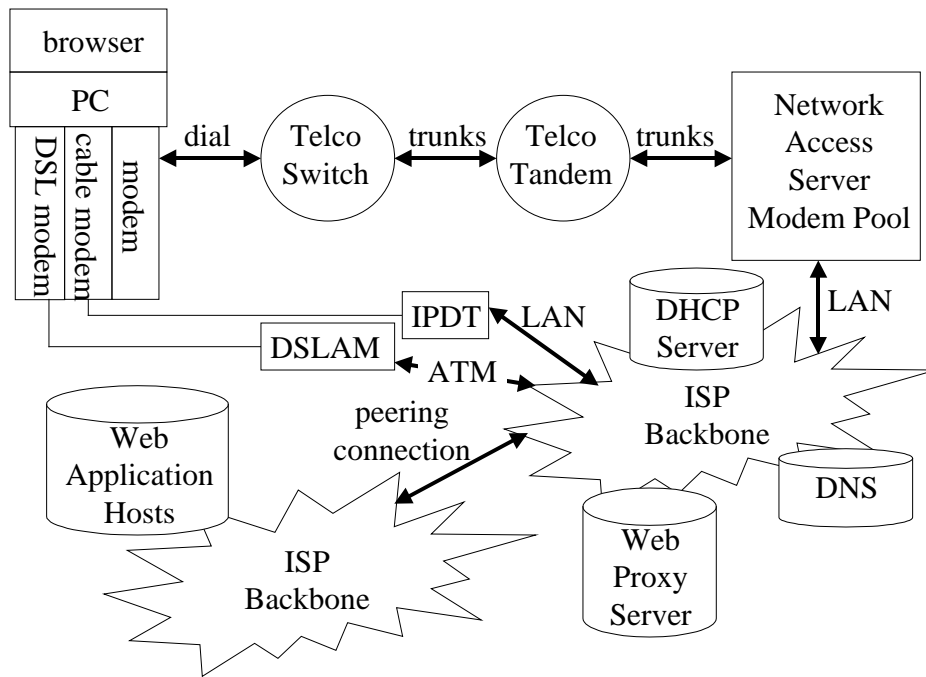 browser
PC
DSL modem
cable modem
modem
dial
Telco
Switch
trunks
Telco
Tandem
trunks
Network
Access
Server
Modem Pool
LAN
IPDT
LAN
DHCP
Server
DSLAM
ATM
ISP
Backbone
peering
connection
Web
Application
Hosts
DNS
ISP
Backbone
Web
Proxy
Server